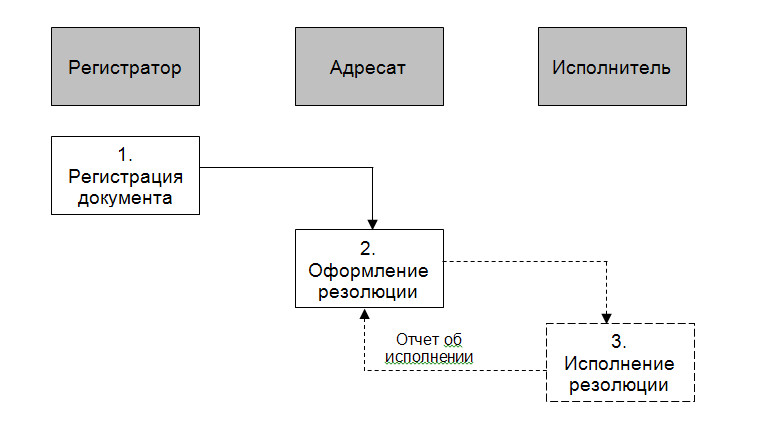 Регистратор
Адресат
Исполнитель
1.
Регистрация
документа
2.
Оформление
резолюции
Отчет об
исполнении
3.
Исполнение
резолюции